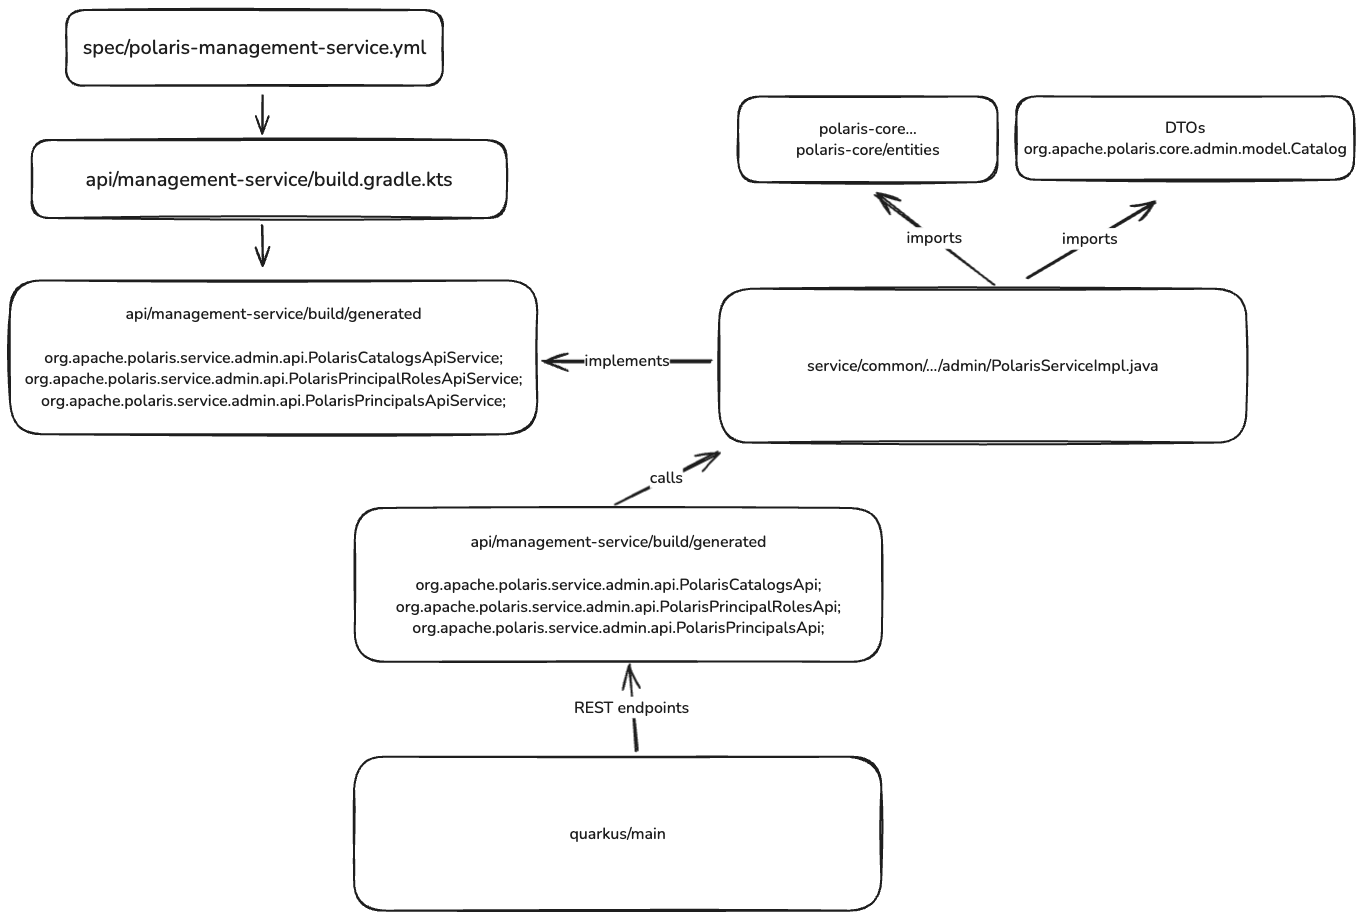 spec/polaris-management-service.yml
api/management-service/build.gradle.kts
polaris-core...
polaris-core/entities
DTOs
org.apache.polaris.core.admin.model.Catalog
imports
imports
api/management-service/build/generated
org.apache.polaris.service.admin.api.PolarisCatalogsApiService;
org.apache.polaris.service.admin.api.PolarisPrincipalRolesApiService;
org.apache.polaris.service.admin.api.PolarisPrincipalsApiService;
implements
service/common/.../admin/PolarisServiceImpl.java
calls
api/management-service/build/generated
org.apache.polaris.service.admin.api.PolarisCatalogsApi;
org.apache.polaris.service.admin.api.PolarisPrincipalRolesApi;
org.apache.polaris.service.admin.api.PolarisPrincipalsApi;
REST endpoints
quarkus/main